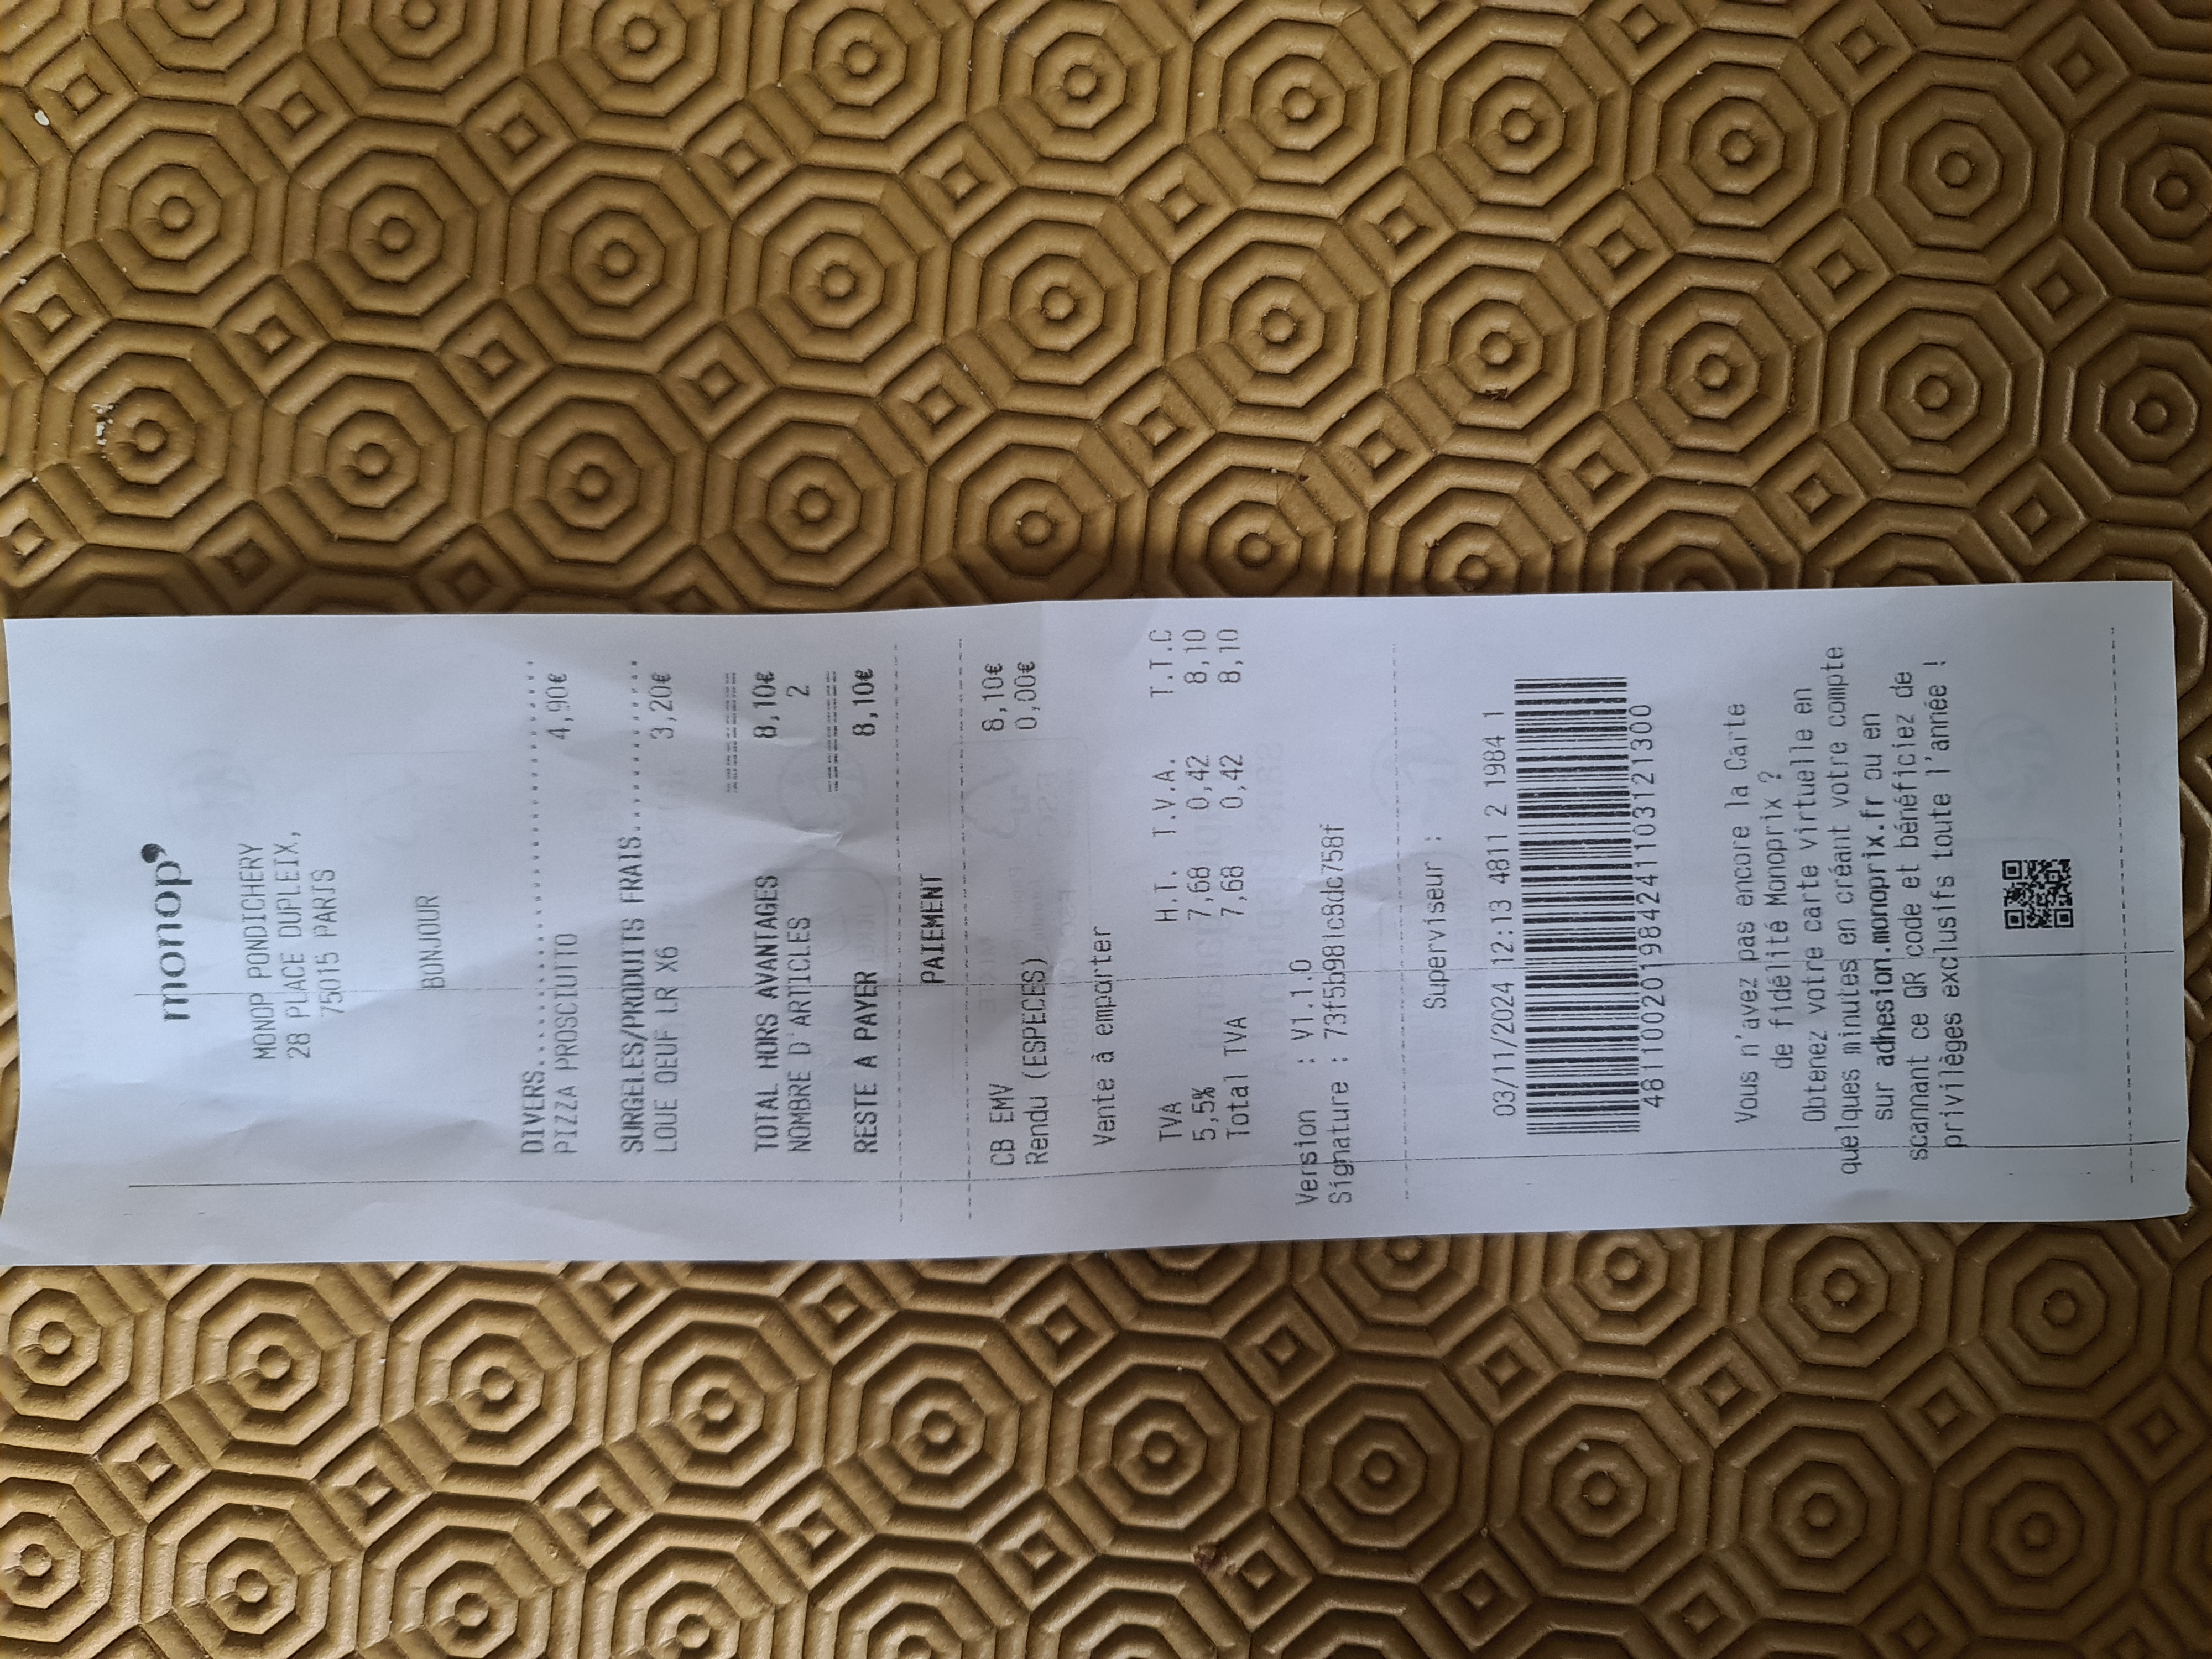 monop'
MONOP PONDICHERY
28 PLACE DUPLEIX,
75015 PARIS
BONJOUR
DIVERS..............................
PIZZA PROSCIUTTO 4,90€
SURGELES/PRODUITS FRAIS.............
LOUE OEUF LR X6 3,20€
=========
TOTAL HORS AVANTAGES 8,10€
NOMBRE D'ARTICLES 2
=========
RESTE A PAYER 8,10€
PAIEMENT
CB EMV 8,10€
Rendu (ESPECES) 0,00€
Vente à emporter
TVA H.T. T.V.A. T.T.C
5,5% 7,68 0,42 8,10
Total TVA 7,68 0,42 8,10
Version : V1.1.0
Signature : 73f5b981c8dc758f
Superviseur :
03/11/2024 12:13 4811 2 1984 1
481100201984241103121300
Vous n'avez pas encore la Carte
de fidélité Monoprix ?
Obtenez votre carte virtuelle en
quelques minutes en créant votre compte
sur adhesion.monoprix.fr ou en
scannant ce QR code et bénéficiez de
privilèges exclusifs toute l'année !